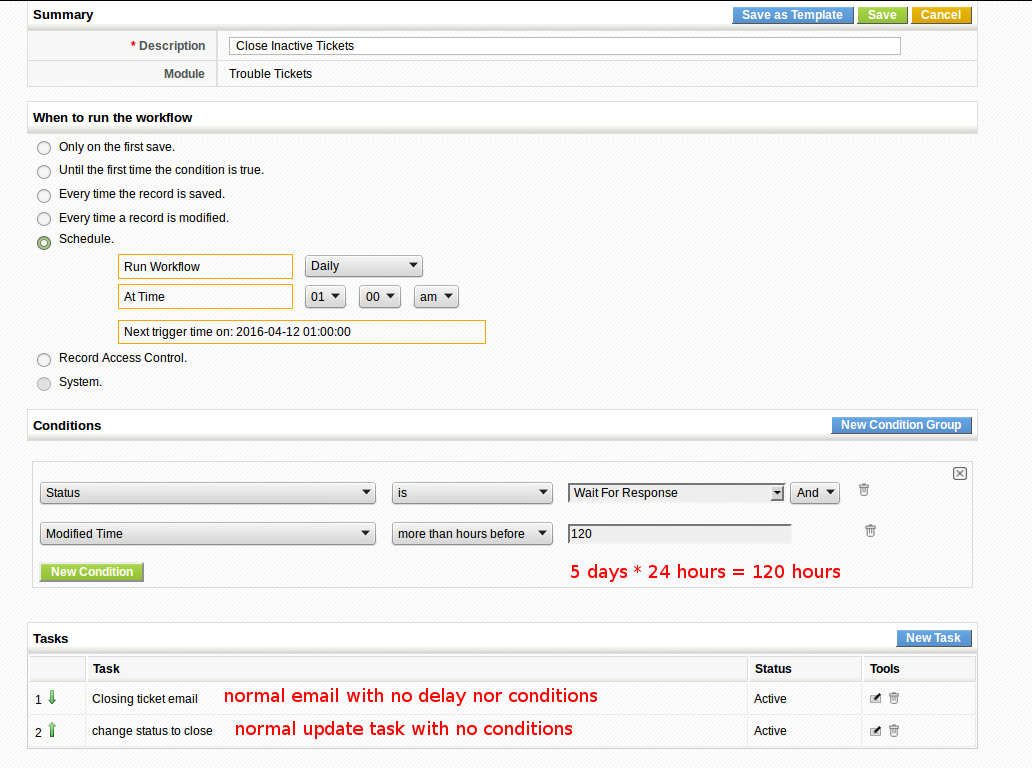 Summary Save as Template Save Cancel
* Description Close Inactive Tickets
Module Trouble Tickets
When to run the workflow
Only on the first save.
Until the first time the condition is true.
Every time the record is saved.
Every time a record is modified.
Schedule.
Run Workflow Daily
At Time 01 00 am
Next trigger time on: 2016-04-12 01:00:00
Record Access Control.
System.
Conditions New Condition Group
Status is Wait For Response And
Modified Time more than hours before 120
New Condition 5 days * 24 hours = 120 hours
Tasks New Task
Task Status Tools
1 Closing ticket email normal email with no delay nor conditions Active
2 change status to close normal update task with no conditions Active